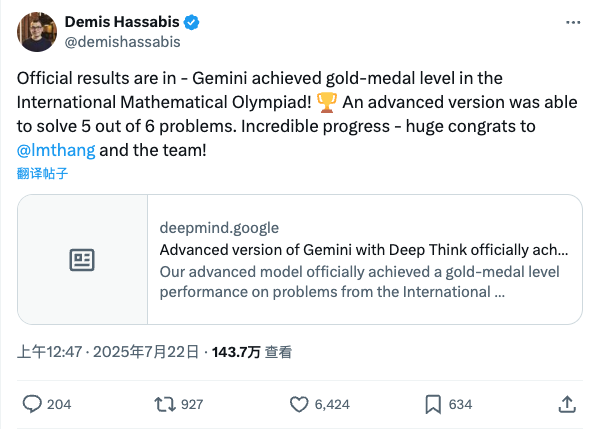 Demis Hassabis
@demishassabis
Official results are in - Gemini achieved gold-medal level in the
International Mathematical Olympiad! 🏆 An advanced version was able
to solve 5 out of 6 problems. Incredible progress - huge congrats to
@lmthang and the team!
翻译帖子
deepmind.google
Advanced version of Gemini with Deep Think officially ach...
Our advanced model officially achieved a gold-medal level
performance on problems from the International ...
上午12:47 · 2025年7月22日 · 143.7万 查看
204 927 6,424 634